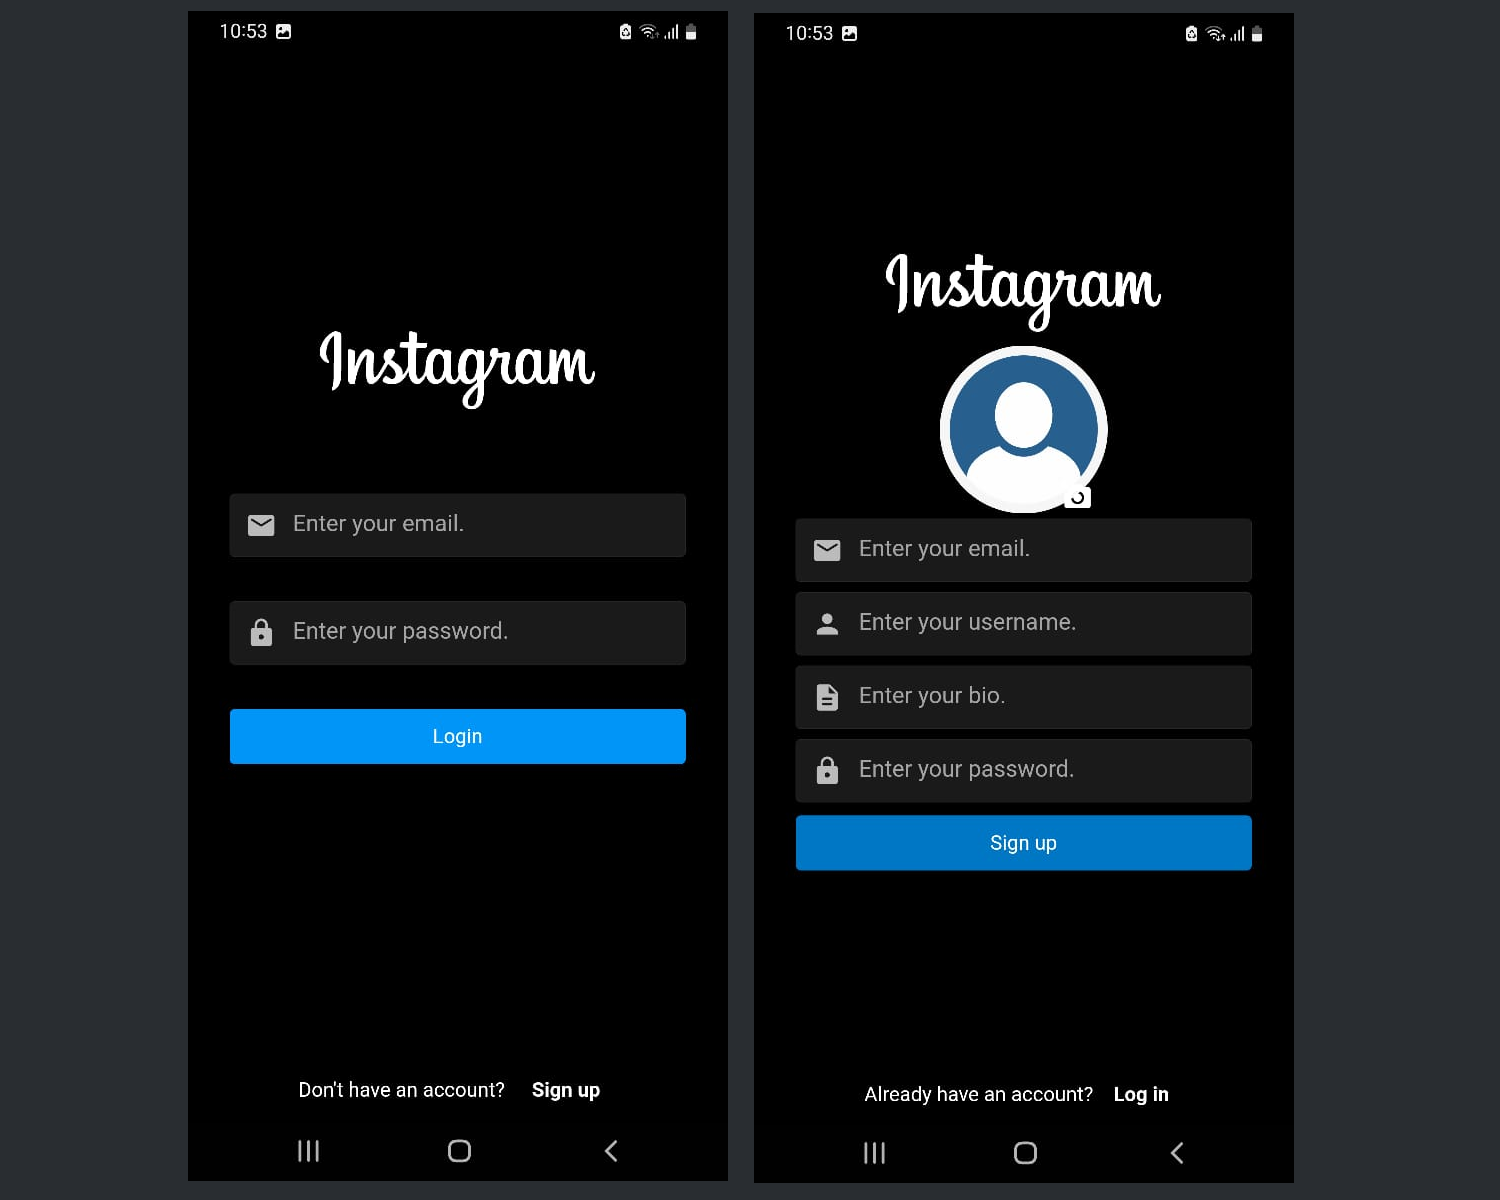 10:53
Instagram
Enter your email.
Enter your password.
Login
Don't have an account? Sign up
10:53
Instagram
Enter your email.
Enter your username.
Enter your bio.
Enter your password.
Sign up
Already have an account? Log in